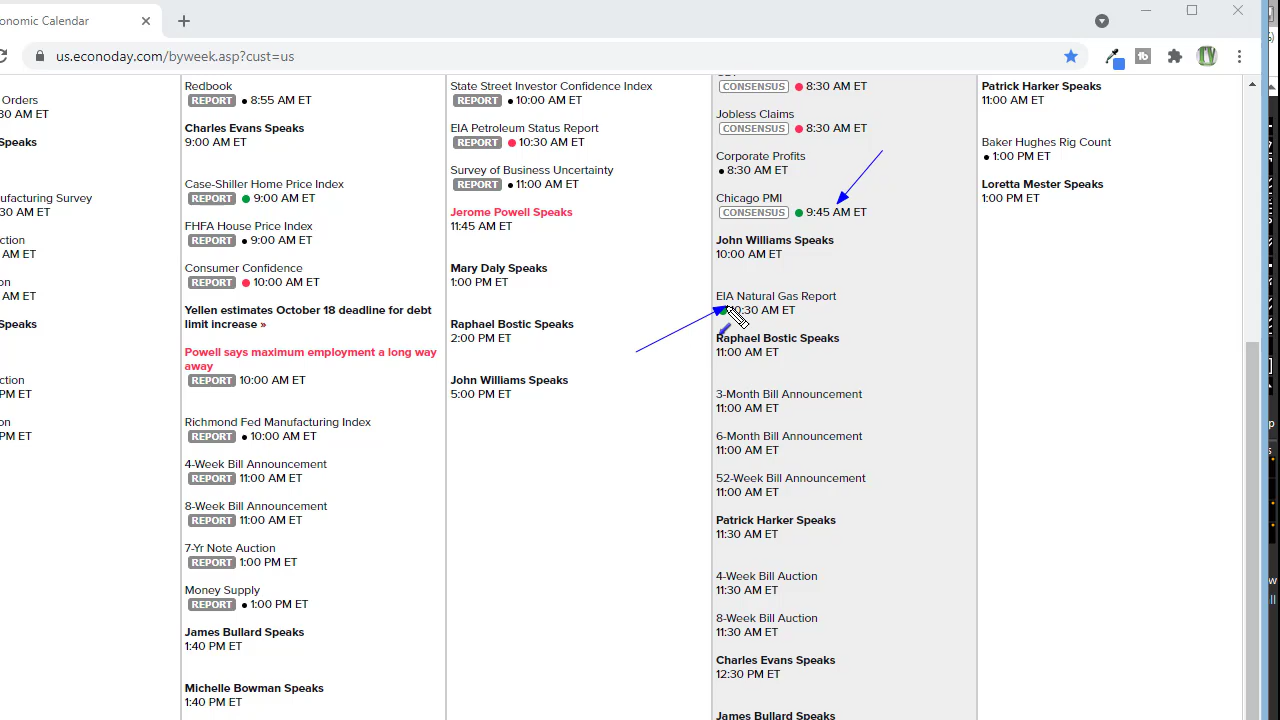 onomic Calendar
us.econoday.com/byweek.asp?cust=us
Orders
30 AM ET
Speaks
nufacturing Survey
30 AM ET
ction
AM ET
on
AM ET
Speaks
ction
PM ET
on
PM ET
Redbook
REPORT 8:55 AM ET
Charles Evans Speaks
9:00 AM ET
Case-Shiller Home Price Index
REPORT 9:00 AM ET
FHFA House Price Index
REPORT 9:00 AM ET
Consumer Confidence
REPORT 10:00 AM ET
Yellen estimates October 18 deadline for debt
limit increase »
Powell says maximum employment a long way
away
REPORT 10:00 AM ET
Richmond Fed Manufacturing Index
REPORT 10:00 AM ET
4-Week Bill Announcement
REPORT 11:00 AM ET
8-Week Bill Announcement
REPORT 11:00 AM ET
7-Yr Note Auction
REPORT 1:00 PM ET
Money Supply
REPORT 1:00 PM ET
James Bullard Speaks
1:40 PM ET
Michelle Bowman Speaks
1:40 PM ET
State Street Investor Confidence Index
REPORT 10:00 AM ET
EIA Petroleum Status Report
REPORT 10:30 AM ET
Survey of Business Uncertainty
REPORT 11:00 AM ET
Jerome Powell Speaks
11:45 AM ET
Mary Daly Speaks
1:00 PM ET
Raphael Bostic Speaks
2:00 PM ET
John Williams Speaks
5:00 PM ET
CONSENSUS 8:30 AM ET
Jobless Claims
CONSENSUS 8:30 AM ET
Corporate Profits
8:30 AM ET
Chicago PMI
CONSENSUS 9:45 AM ET
John Williams Speaks
10:00 AM ET
EIA Natural Gas Report
10:30 AM ET
Raphael Bostic Speaks
11:00 AM ET
3-Month Bill Announcement
11:00 AM ET
6-Month Bill Announcement
11:00 AM ET
52-Week Bill Announcement
11:00 AM ET
Patrick Harker Speaks
11:30 AM ET
4-Week Bill Auction
11:30 AM ET
8-Week Bill Auction
11:30 AM ET
Charles Evans Speaks
12:30 PM ET
James Bullard Speaks
Patrick Harker Speaks
11:00 AM ET
Baker Hughes Rig Count
1:00 PM ET
Loretta Mester Speaks
1:00 PM ET